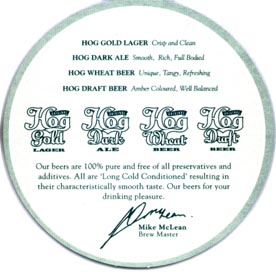 HOG GOLD LAGER Crisp and Clean
HOG DARK ALE Smooth, Rich, Full Bodied
HOG WHEAT BEER Unique, Tangy, Refreshing
HOG DRAFT BEER Amber Coloured, Well Balanced
Hog Hog Hog Hog
Gold Dark Wheat Draft
LAGER ALE BEER BEER
Our beers are 100% pure and free of all preservatives and
additives. All are 'Long Cold Conditioned' resulting in
their characteristically smooth taste. Our beers for your
drinking pleasure.
Mike McLean
Brew Master